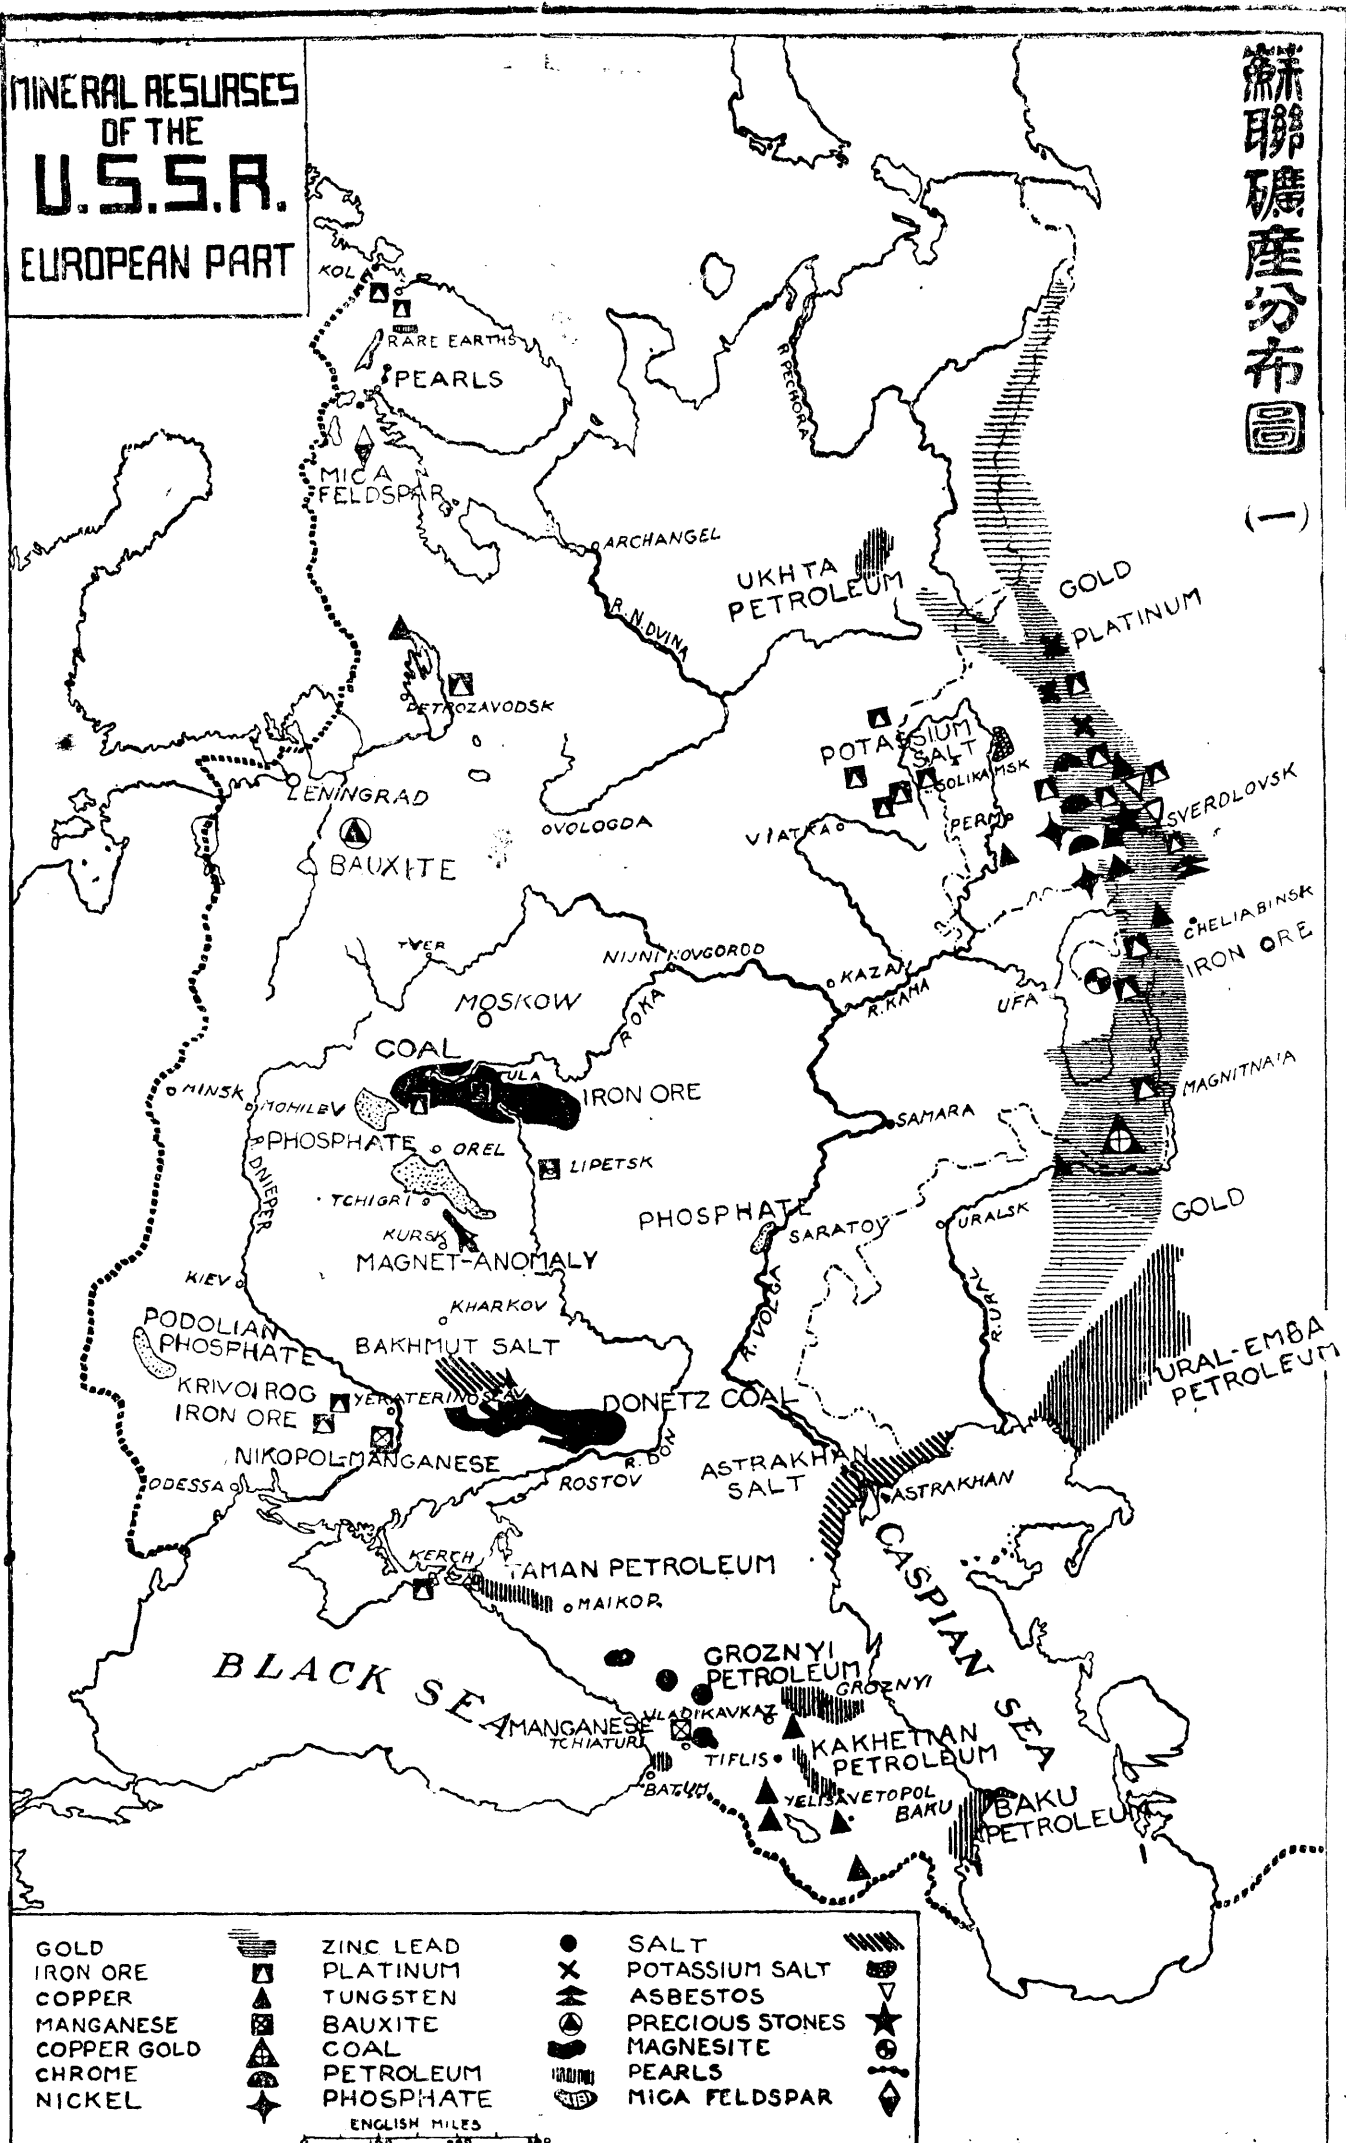 MINERAL RESURSES
OF THE
U.S.S.R.
EUROPEAN PART
蘇聯礦產分布圖
(一)
KOL
RARE EARTHS
PEARLS
MICA
FELDSPAR
R. PECHORA
ARCHANGEL
UKHTA
PETROLEUM
GOLD
PLATINUM
R. N. DVINA
PETROZAVODSK
POTASSIUM
SALT
SOLIKAMSK
LENINGRAD
VOLOGDA
VIATKA
PERM
SVERDLOVSK
BAUXITE
CHELIABINSK
IRON ORE
TVER
NIJNI NOVGOROD
KAZAN
R. KAMA
UFA
MOSKOW
R OKA
COAL
TULA
IRON ORE
MAGNITNA'A
MINSK
MOHILEV
SAMARA
PHOSPHATE
OREL
LIPETSK
R. DNIEPER
TCHIGRI
PHOSPHATE
SARATOV
URALSK
GOLD
KURSK
MAGNET-ANOMALY
KIEV
R. VOLGA
R. URAL
KHARKOV
PODOLIAN
PHOSPHATE
BAKHMUT SALT
URAL-EMBA
PETROLEUM
KRIVOI ROG
IRON ORE
YEKATERINOSLAV
DONETZ COAL
NIKOPOL-MANGANESE
R. DON
ASTRAKHAN
SALT
ODESSA
ROSTOV
ASTRAKHAN
CASPIAN SEA
KERCH
TAMAN PETROLEUM
MAIKOP.
BLACK SEA
GROZNYI
PETROLEUM
GROZNYI
VLADIKAVKAZ
MANGANESE
TCHIATURI
TIFLIS
KAKHETIAN
PETROLEUM
BATUM
YELISAVETOPOL
BAKU
BAKU
PETROLEUM
GOLD
IRON ORE
COPPER
MANGANESE
COPPER GOLD
CHROME
NICKEL
ZINC LEAD
PLATINUM
TUNGSTEN
BAUXITE
COAL
PETROLEUM
PHOSPHATE
SALT
POTASSIUM SALT
ASBESTOS
PRECIOUS STONES
MAGNESITE
PEARLS
MICA FELDSPAR
ENGLISH MILES